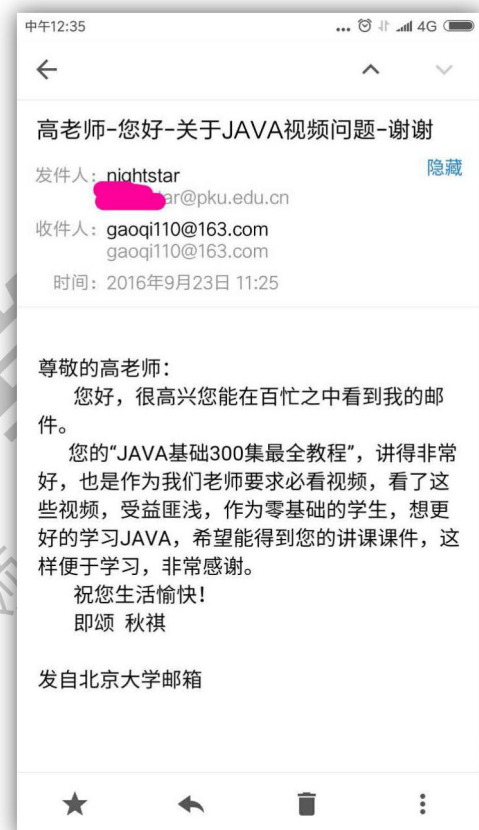 中午12:35
... 4G
高老师-您好-关于JAVA视频问题-谢谢
发件人: nightstar
隐藏
ar@pku.edu.cn
收件人: gaoqi110@163.com
gaoqi110@163.com
时间: 2016年9月23日 11:25
尊敬的高老师：
您好，很高兴您能在百忙之中看到我的邮
件。
您的“JAVA基础300集最全教程”，讲得非常
好，也是作为我们老师要求必看视频，看了这
些视频，受益匪浅，作为零基础的学生，想更
好的学习JAVA，希望能得到您的讲课课件，这
样便于学习，非常感谢。
祝您生活愉快！
即颂 秋祺
发自北京大学邮箱